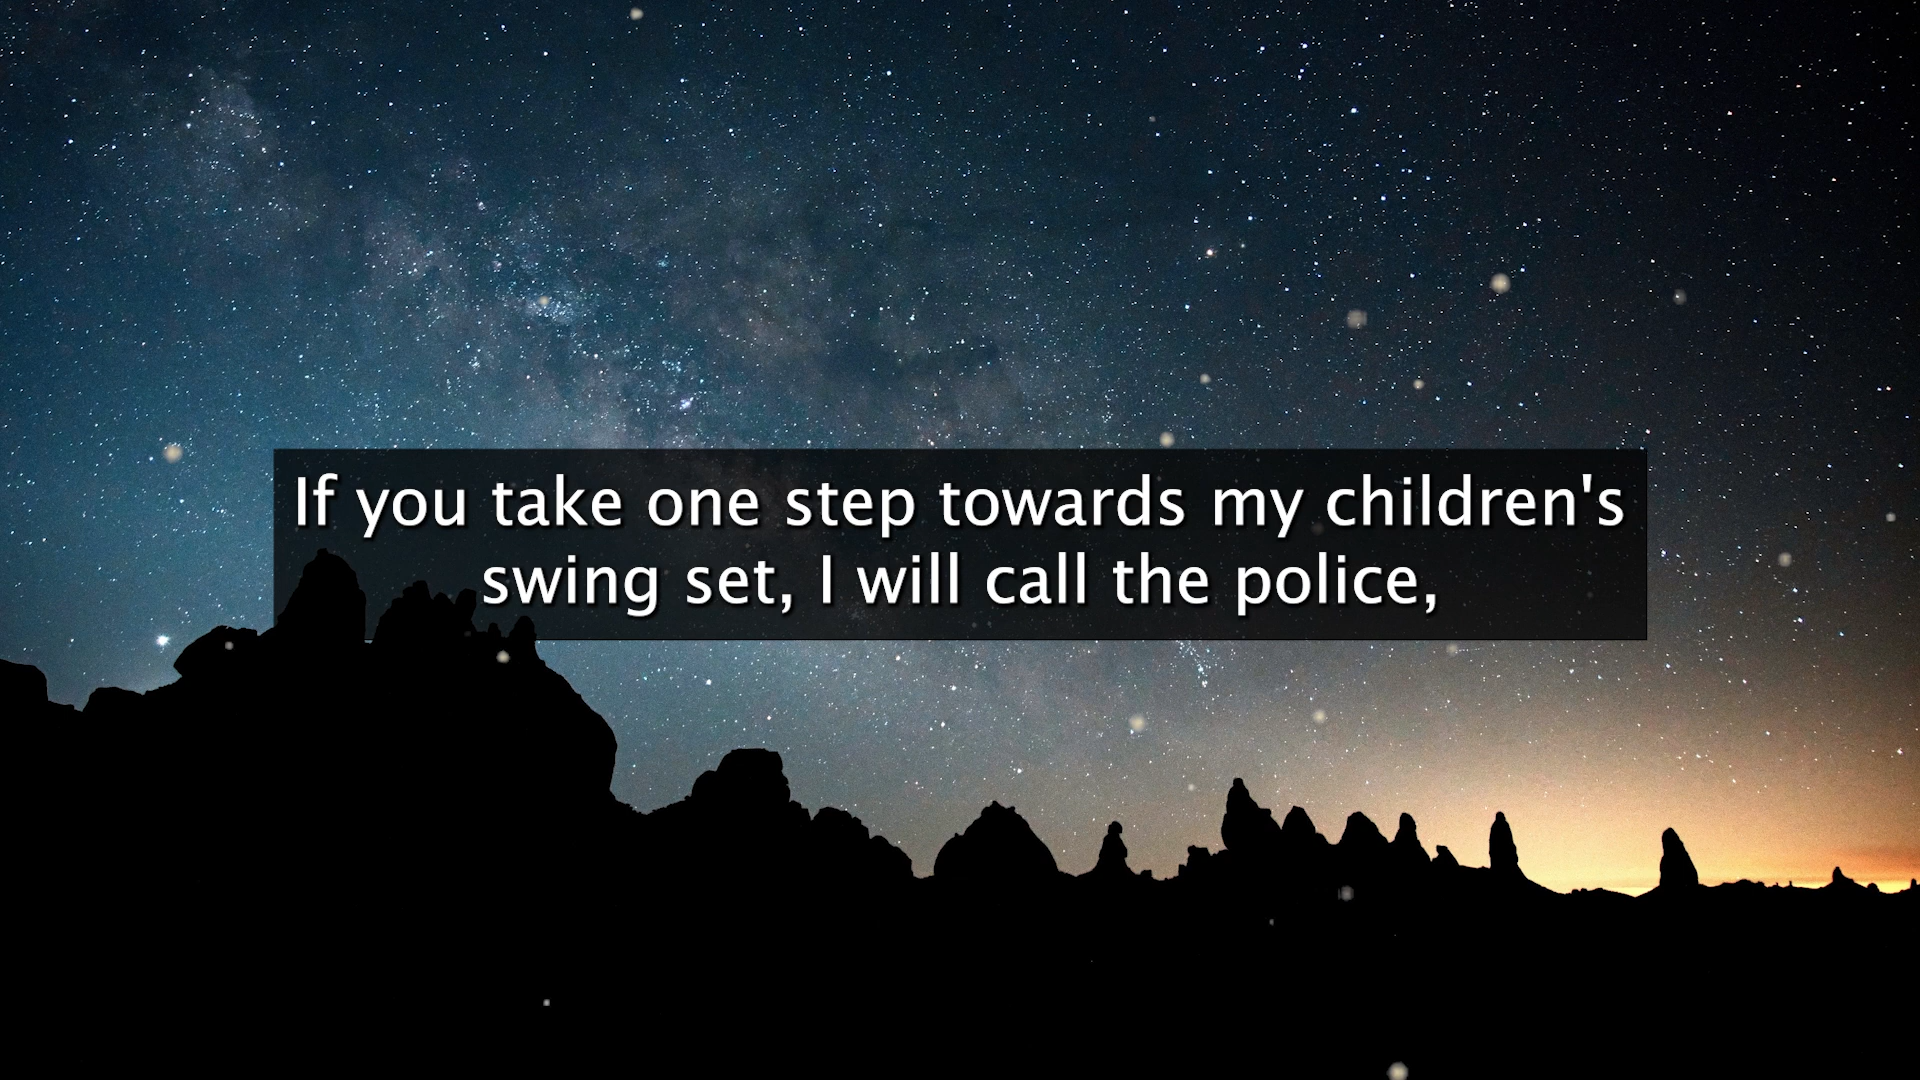 If you take one step towards my children's
swing set, I will call the police,